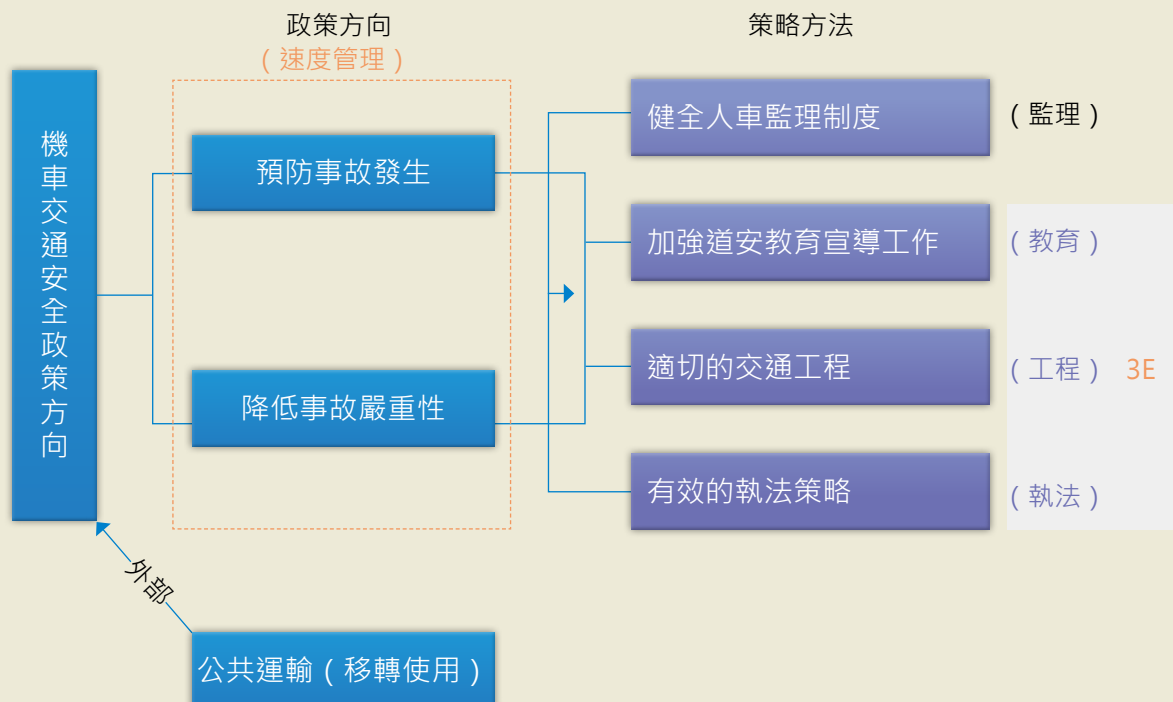 政策方向
(速度管理)
策略方法
機車交通安全政策方向
預防事故發生
降低事故嚴重性
健全人車監理制度
(監理)
加強道安教育宣導工作
(教育)
適切的交通工程
(工程) 3E
有效的執法策略
(執法)
外部
公共運輸(移轉使用)